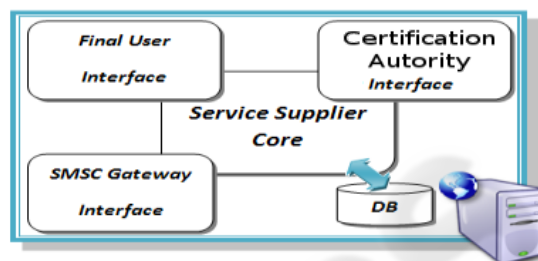 Final User
Interface
Certification
Autority
Interface
Service Supplier
Core
SMSC Gateway
Interface
DB